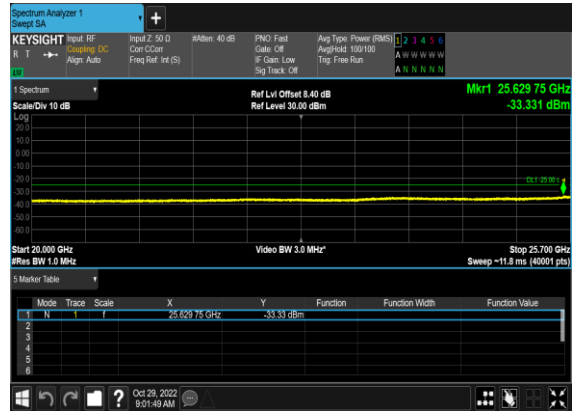 Spectrum Analyzer 1
Swept SA
+
KEYSIGHT Input: RF Input Z: 50 Ω #Atten: 40 dB PNO: Fast Avg Type: Power (RMS) 1 2 3 4 5 6
R T Coupling: DC Corr CCorr Gate: Off Avg|Hold: 100/100 A W W W W W
Align: Auto Freq Ref: Int (S) IF Gain: Low Trig: Free Run
Sig Track: Off A N N N N N
1 Spectrum Ref Lvl Offset 8.40 dB Mkr1 25.629 75 GHz
Scale/Div 10 dB Ref Level 30.00 dBm -33.331 dBm
Log
20.0
10.0
0.00
-10.0
-20.0 DL1 -25.00
-30.0
-40.0
-50.0
-60.0
Start 20.000 GHz Video BW 3.0 MHz* Stop 25.700 GHz
#Res BW 1.0 MHz Sweep ~11.8 ms (40001 pts)
5 Marker Table
Mode Trace Scale X Y Function Function Width Function Value
1 N 1 f 25.629 75 GHz -33.33 dBm
2
3
4
5
6
? Oct 29, 2022
9:01:49 AM